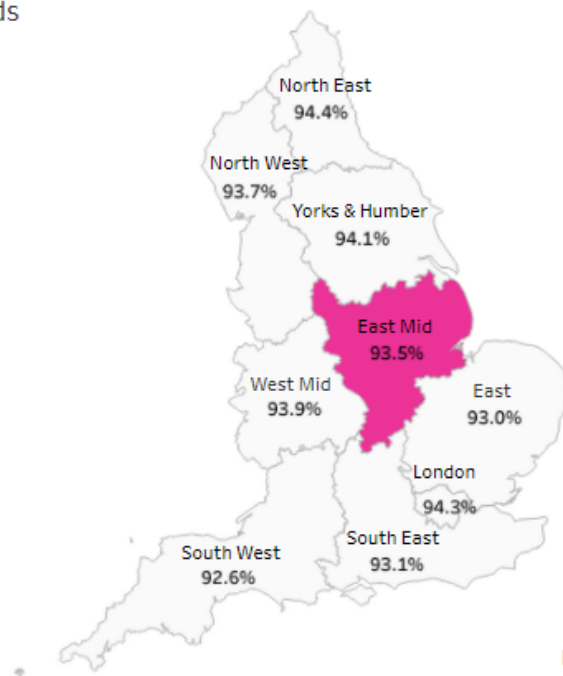 ds
North East
94.4%
North West
93.7%
Yorks & Humber
94.1%
East Mid
93.5%
West Mid
93.9%
East
93.0%
London
94.3%
South East
93.1%
South West
92.6%